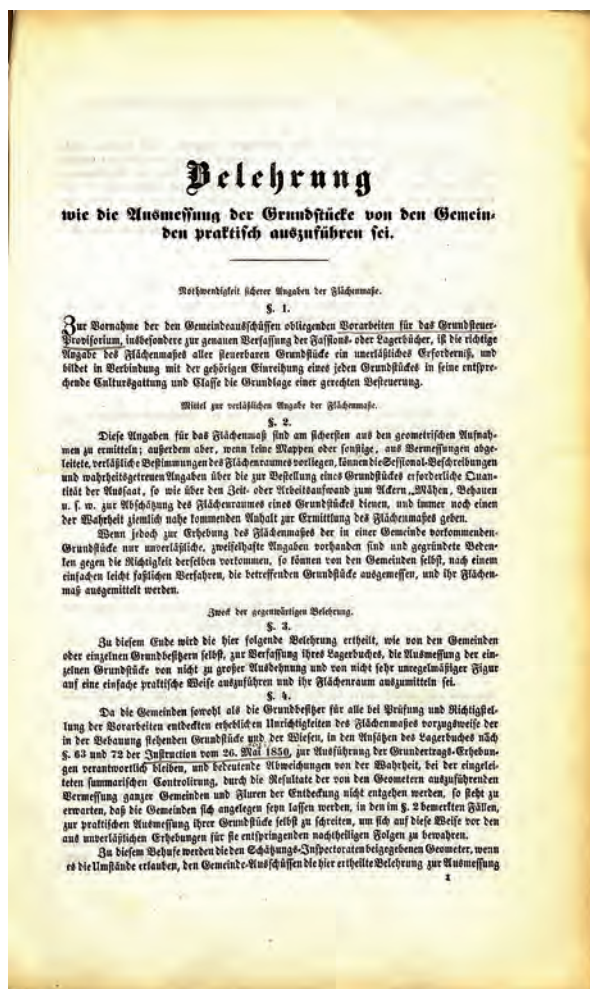 Belehrung
wie die Ausmessung der Grundstücke von den Gemein-
den praktisch auszuführen sei.
Nothwendigkeit sicherer Angaben der Flächenmaße.
§. 1.
Zur Vornahme der den Gemeindeausschüssen obliegenden Vorarbeiten für das Grundsteuer-
Provisorium, insbesondere zur genauen Verfassung der Fassions- oder Lagerbücher, ist die richtige
Angabe des Flächenmaßes aller steuerbaren Grundstücke ein unerläßliches Erforderniß, und
bildet in Verbindung mit der gehörigen Einreihung eines jeden Grundstückes in seine entspre-
chende Culturgattung und Classe die Grundlage einer gerechten Besteuerung.
Mittel zur verläßlichen Angabe der Flächenmaße.
§. 2.
Diese Angaben für das Flächenmaß sind am sichersten aus den geometrischen Aufnah-
men zu ermitteln; außerdem aber, wenn keine Mappen oder sonstige, aus Vermessungen abge-
leitete, verläßliche Bestimmungen des Flächenraumes vorliegen, können die Sessional-Beschreibungen
und wahrheitsgetreuen Angaben über die zur Bestellung eines Grundstückes erforderliche Quan-
tität der Aussaat, so wie über den Zeit- oder Arbeitsaufwand zum Ackern, Mähen, Behauen
u. s. w. zur Abschätzung des Flächenraumes eines Grundstückes dienen, und immer noch einen
der Wahrheit ziemlich nahe kommenden Anhalt zur Ermittlung des Flächenmaßes geben.
Wenn jedoch zur Erhebung des Flächenmaßes der in einer Gemeinde vorkommenden
Grundstücke nur unverläßliche, zweifelhafte Angaben vorhanden sind und gegründete Beden-
ken gegen die Richtigkeit derselben vorkommen, so können von den Gemeinden selbst, nach einem
einfachen leicht faßlichen Verfahren, die betreffenden Grundstücke ausgemessen, und ihr Flächen-
maß ausgemittelt werden.
Zweck der gegenwärtigen Belehrung.
§. 3.
Zu diesem Ende wird die hier folgende Belehrung ertheilt, wie von den Gemeinden
oder einzelnen Grundbesitzern selbst, zur Verfassung ihres Lagerbuches, die Ausmessung der ein-
zelnen Grundstücke von nicht zu großer Ausdehnung und von nicht sehr unregelmäßiger Figur
auf eine einfache praktische Weise auszuführen und ihr Flächenraum auszumitteln sei.
§. 4.
Da die Gemeinden sowohl als die Grundbesitzer für alle bei Prüfung und Richtigstel-
lung der Vorarbeiten entdeckten erheblichen Unrichtigkeiten des Flächenmaßes vorzugsweise der
in der Bebauung stehenden Grundstücke und der Wiesen, in den Ansätzen des Lagerbuches nach
§. 63 und 72 der Instruction vom 26. Mai 1850, zur Ausführung der Grundertrags-Erhebun-
gen verantwortlich bleiben, und bedeutende Abweichungen von der Wahrheit, bei der eingelei-
teten summarischen Controlirung, durch die Resultate der von den Geometern auszuführenden
Vermessung ganzer Gemeinden und Fluren der Entdeckung nicht entgehen werden, so steht zu
erwarten, daß die Gemeinden sich angelegen seyn lassen werden, in den im §. 2 bemerkten Fällen,
zur praktischen Ausmessung ihrer Grundstücke selbst zu schreiten, um sich auf diese Weise vor den
aus unverläßlichen Erhebungen für sie entspringenden nachtheiligen Folgen zu bewahren.
Zu diesem Behufe werden die den Schätzungs-Inspectoraten beigegebenen Geometer, wenn
es die Umstände erlauben, den Gemeinde-Ausschüssen die hier ertheilte Belehrung zur Ausmessung
1